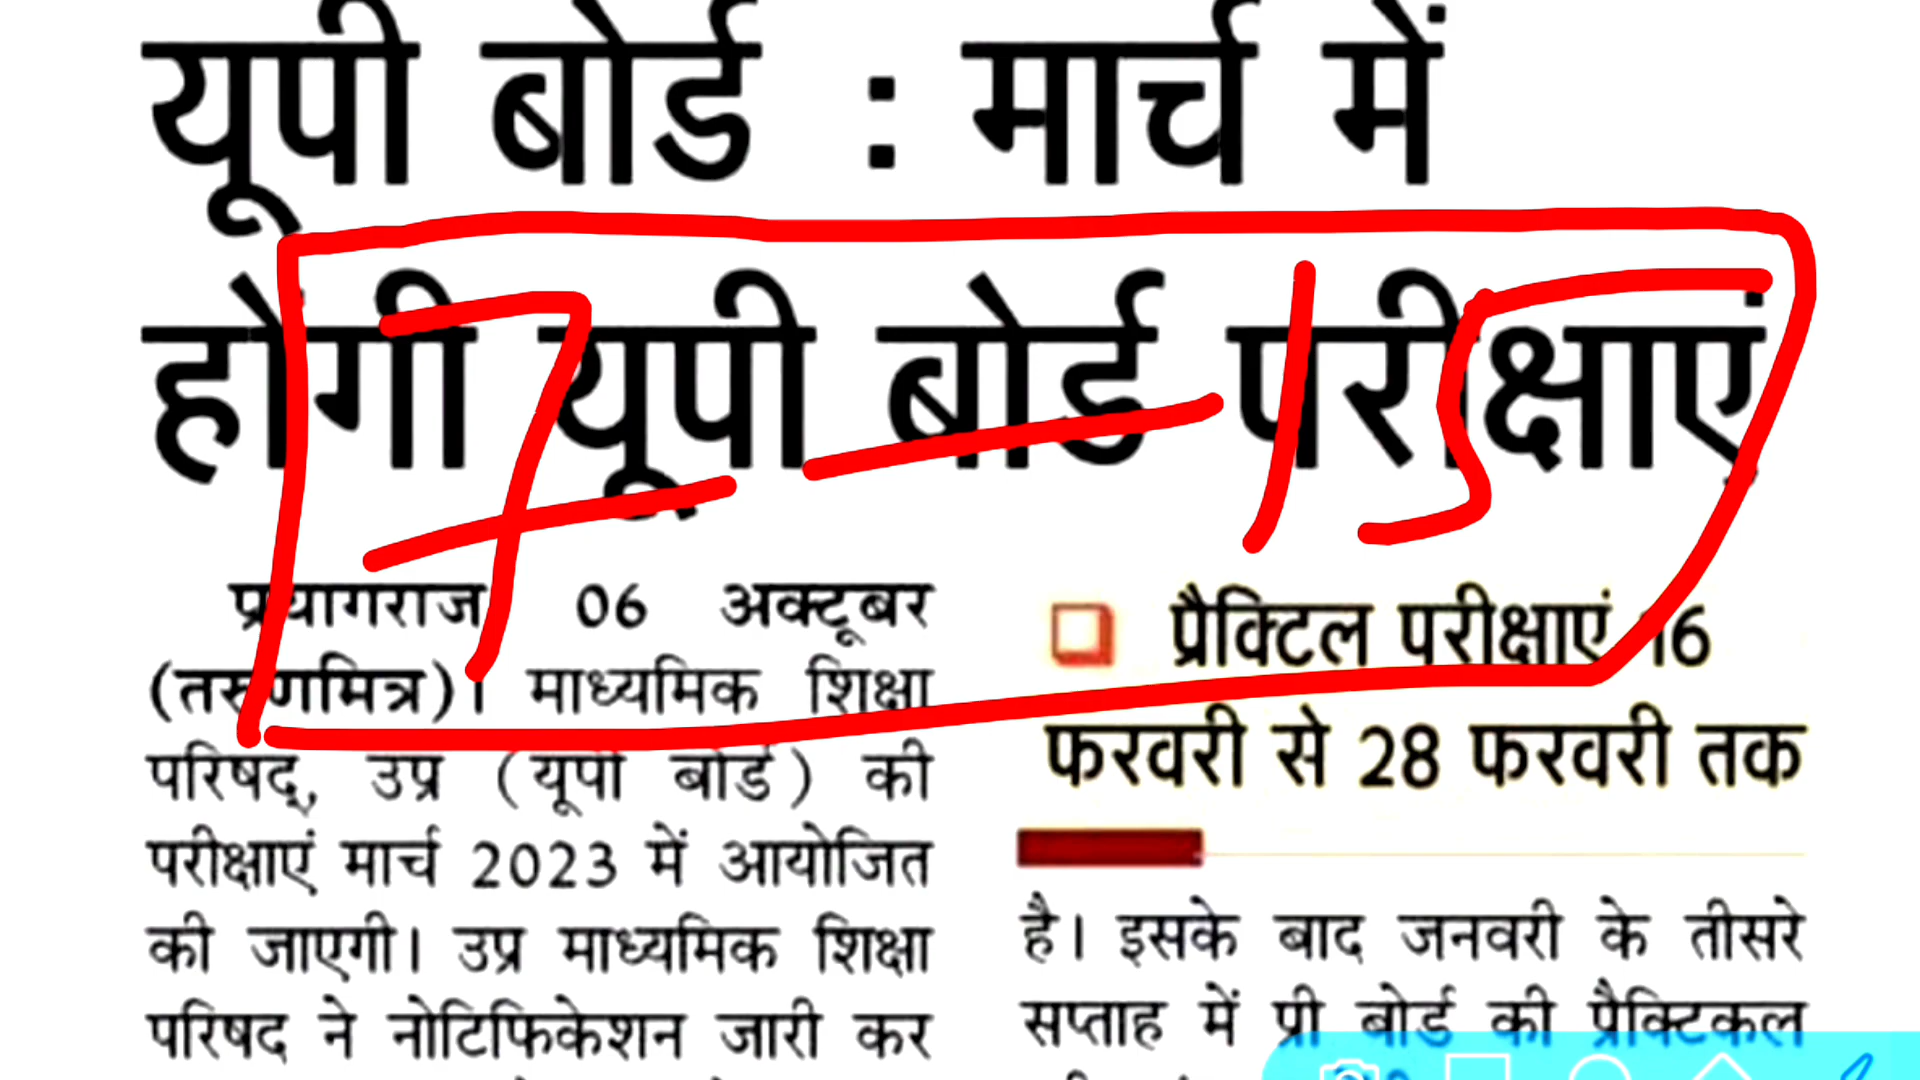 यूपी बोर्ड : मार्च में
होंगी यूपी बोर्ड परीक्षाएं
7 - 15
प्रयागराज 06 अक्टूबर
(तरुणमित्र)। माध्यमिक शिक्षा
परिषद्, उप्र (यूपी बोर्ड) की
परीक्षाएं मार्च 2023 में आयोजित
की जाएगी। उप्र माध्यमिक शिक्षा
परिषद ने नोटिफिकेशन जारी कर
प्रैक्टिल परीक्षाएं 16
फरवरी से 28 फरवरी तक
है। इसके बाद जनवरी के तीसरे
सप्ताह में प्री बोर्ड की प्रैक्टिकल